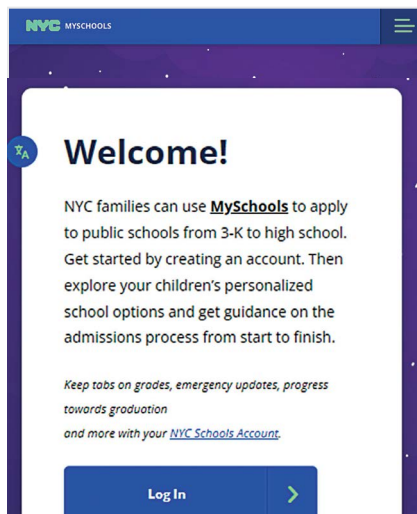 NYC MYSCHOOLS
Welcome!
NYC families can use MySchools to apply
to public schools from 3-K to high school.
Get started by creating an account. Then
explore your children’s personalized
school options and get guidance on the
admissions process from start to finish.
Keep tabs on grades, emergency updates, progress
towards graduation
and more with your NYC Schools Account.
Log In